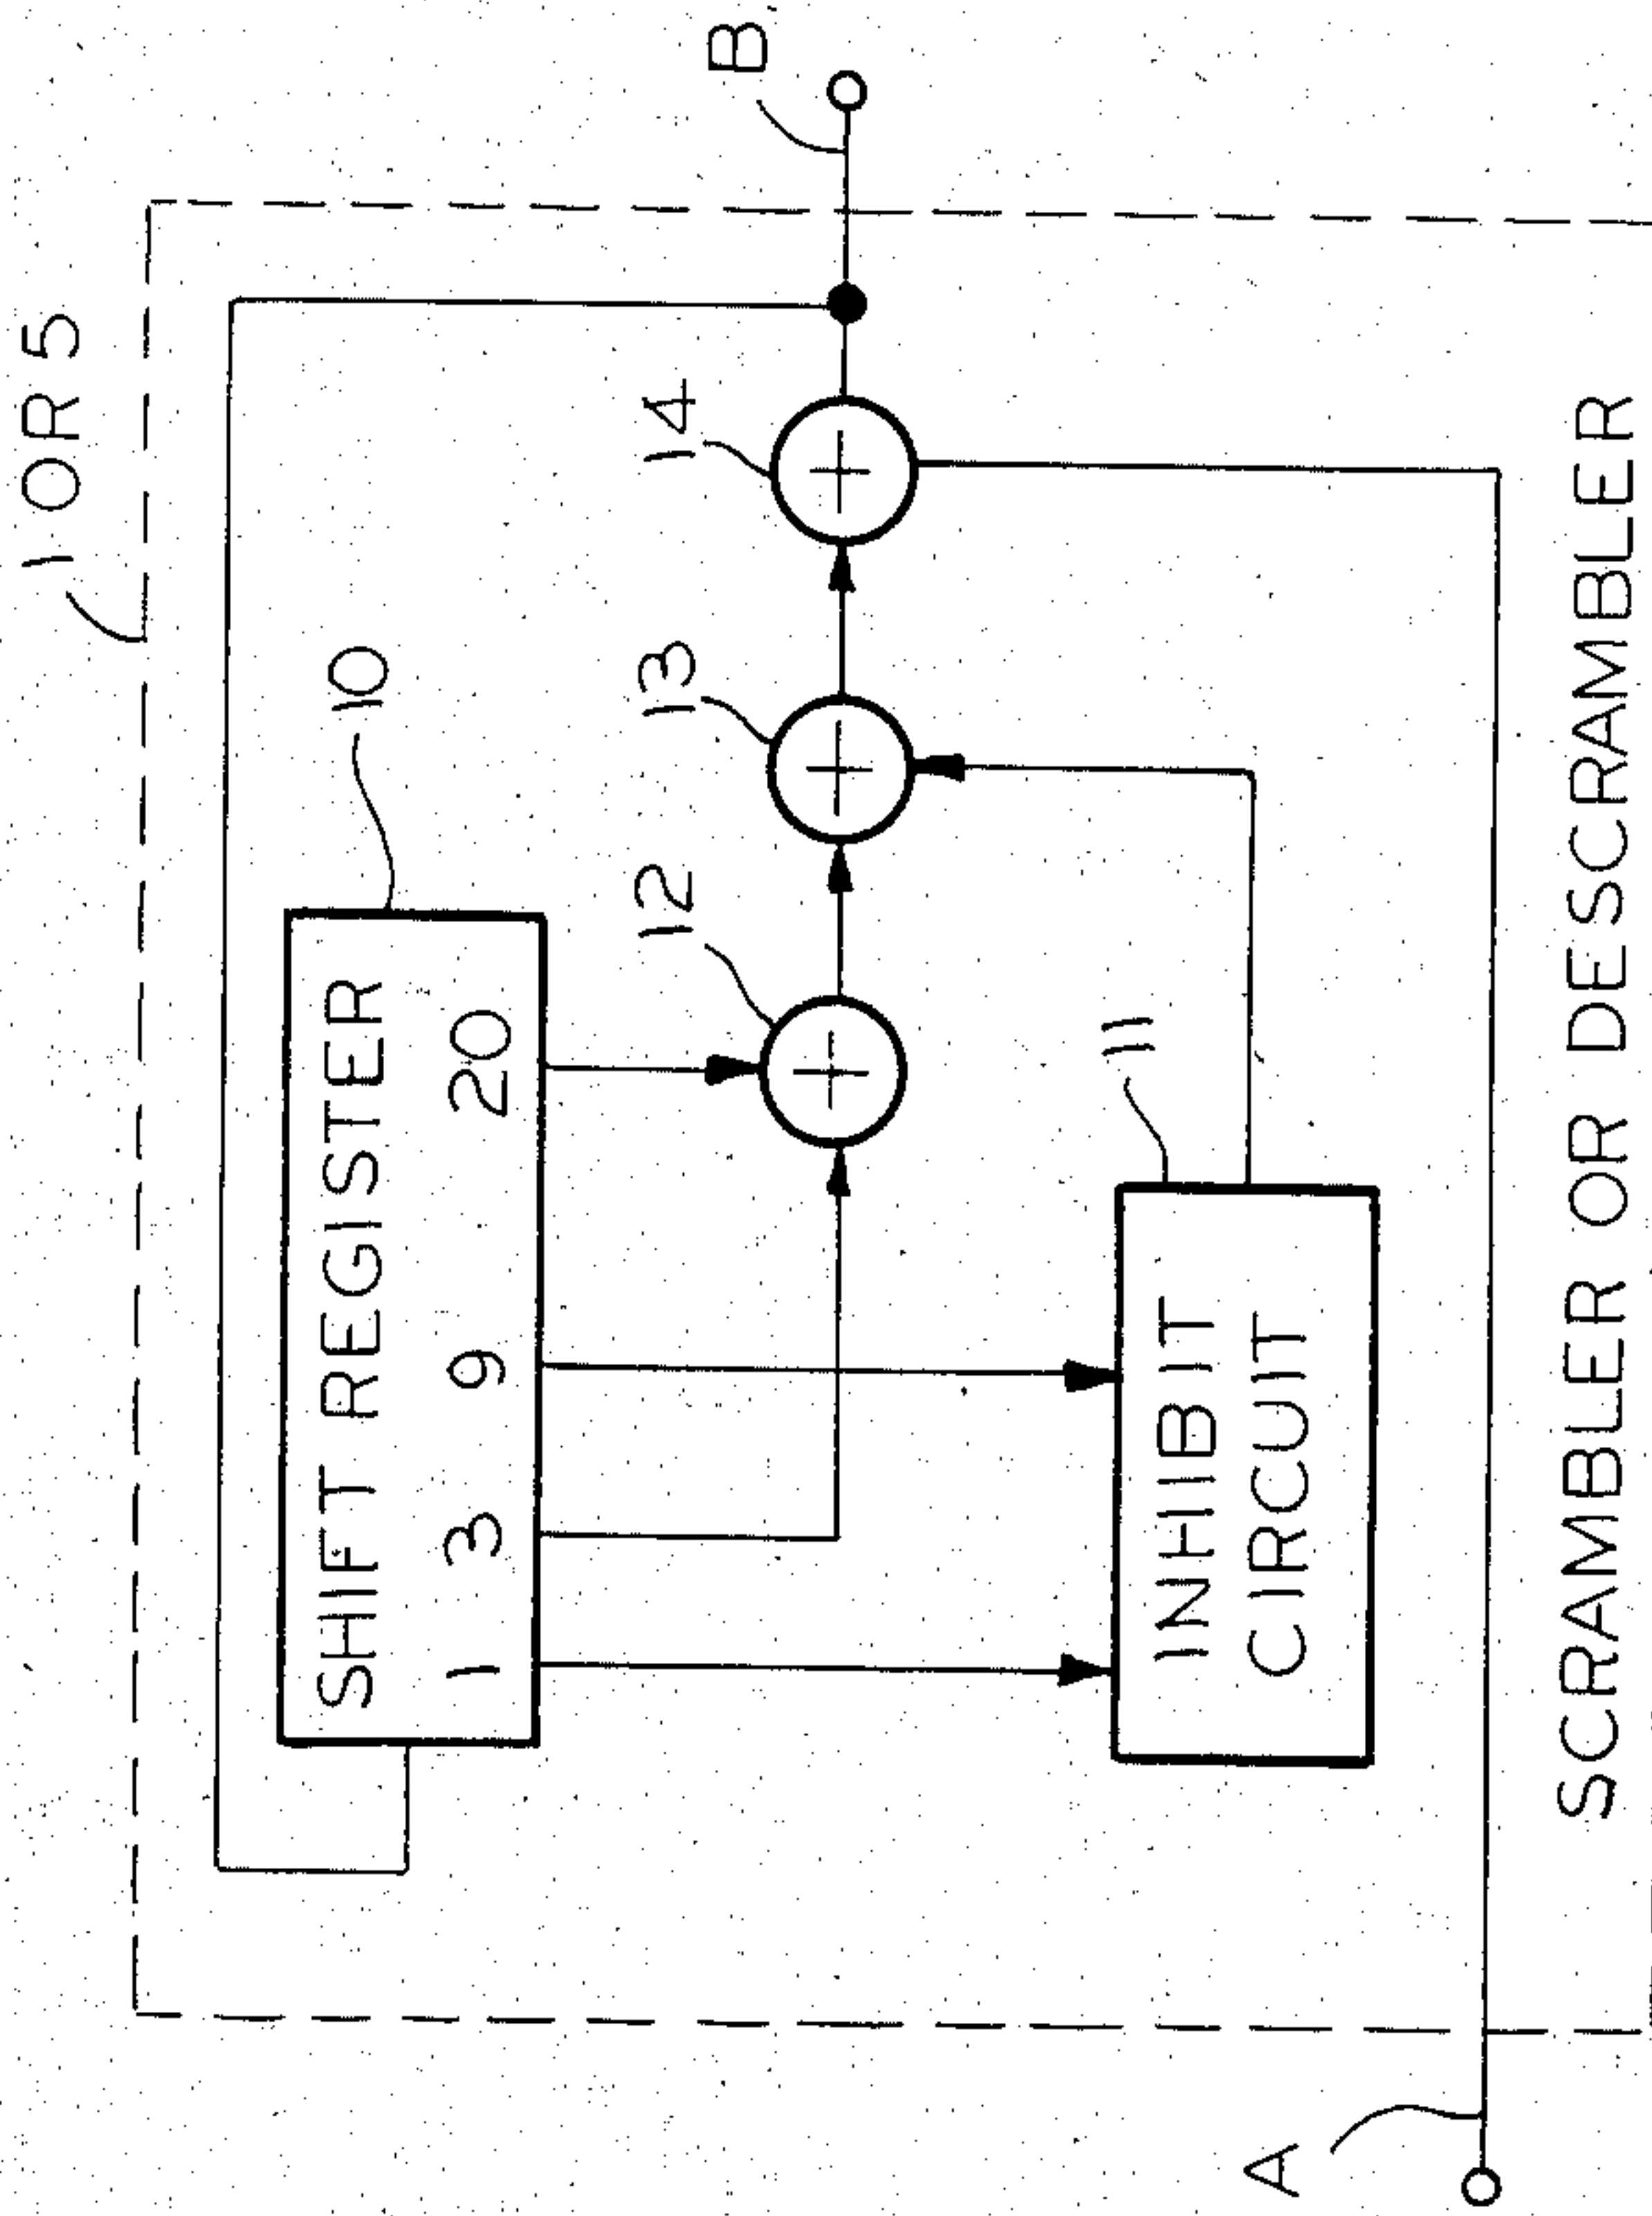 1 OR 5
SHIFT REGISTER
10
1 3 9 20
12
13
14
B
11
INHIBIT
CIRCUIT
A
SCRAMBLER OR DESCRAMBLER